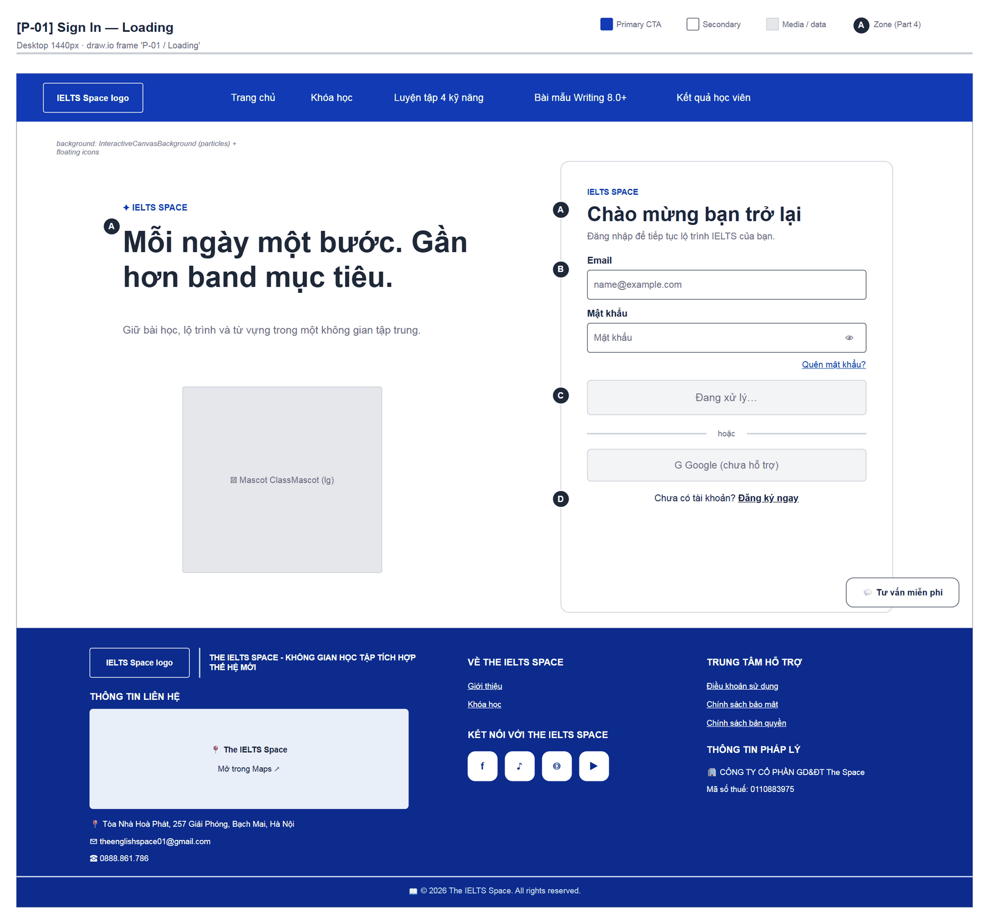 [P-01] Sign In — Loading
Desktop 1440px · draw.io frame 'P-01 / Loading'
Primary CTA
Secondary
Media / data
A Zone (Part 4)
IELTS Space logo
Trang chủ
Khóa học
Luyện tập 4 kỹ năng
Bài mẫu Writing 8.0+
Kết quả học viên
background: InteractiveCanvasBackground (particles) +
floating icons
✦ IELTS SPACE
A
Mỗi ngày một bước. Gần
hơn band mục tiêu.
Giữ bài học, lộ trình và từ vựng trong một không gian tập trung.
Mascot ClassMascot (lg)
IELTS SPACE
A
Chào mừng bạn trở lại
Đăng nhập để tiếp tục lộ trình IELTS của bạn.
Email
B
name@example.com
Mật khẩu
Mật khẩu
Quên mật khẩu?
C
Đang xử lý...
hoặc
G Google (chưa hỗ trợ)
D
Chưa có tài khoản? Đăng ký ngay
Tư vấn miễn phí
IELTS Space logo
THE IELTS SPACE - KHÔNG GIAN HỌC TẬP TÍCH HỢP
THẾ HỆ MỚI
THÔNG TIN LIÊN HỆ
The IELTS Space
Mở trong Maps ↗
Tòa Nhà Hoà Phát, 257 Giải Phóng, Bạch Mai, Hà Nội
theenglishspace01@gmail.com
0888.861.786
VỀ THE IELTS SPACE
Giới thiệu
Khóa học
KẾT NỐI VỚI THE IELTS SPACE
f
TRUNG TÂM HỖ TRỢ
Điều khoản sử dụng
Chính sách bảo mật
Chính sách bản quyền
THÔNG TIN PHÁP LÝ
CÔNG TY CỔ PHẦN GD&ĐT The Space
Mã số thuế: 0110883975
© 2026 The IELTS Space. All rights reserved.